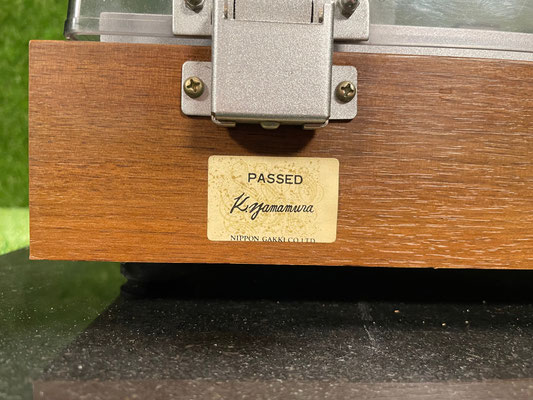 PASSED
K yamamura
NIPPON GAKKI CO. LTD.